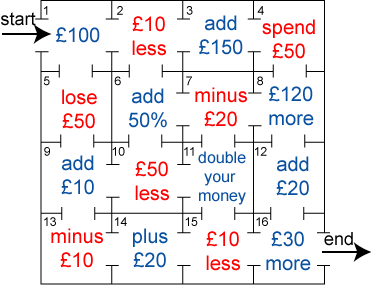 start
1
£100
2
£10
less
3
add
£150
4
spend
£50
5
lose
£50
6
add
50%
7
minus
£20
8
£120
more
9
add
£10
10
£50
less
11
double
your
money
12
add
£20
13
minus
£10
14
plus
£20
15
£10
less
16
£30
more
end